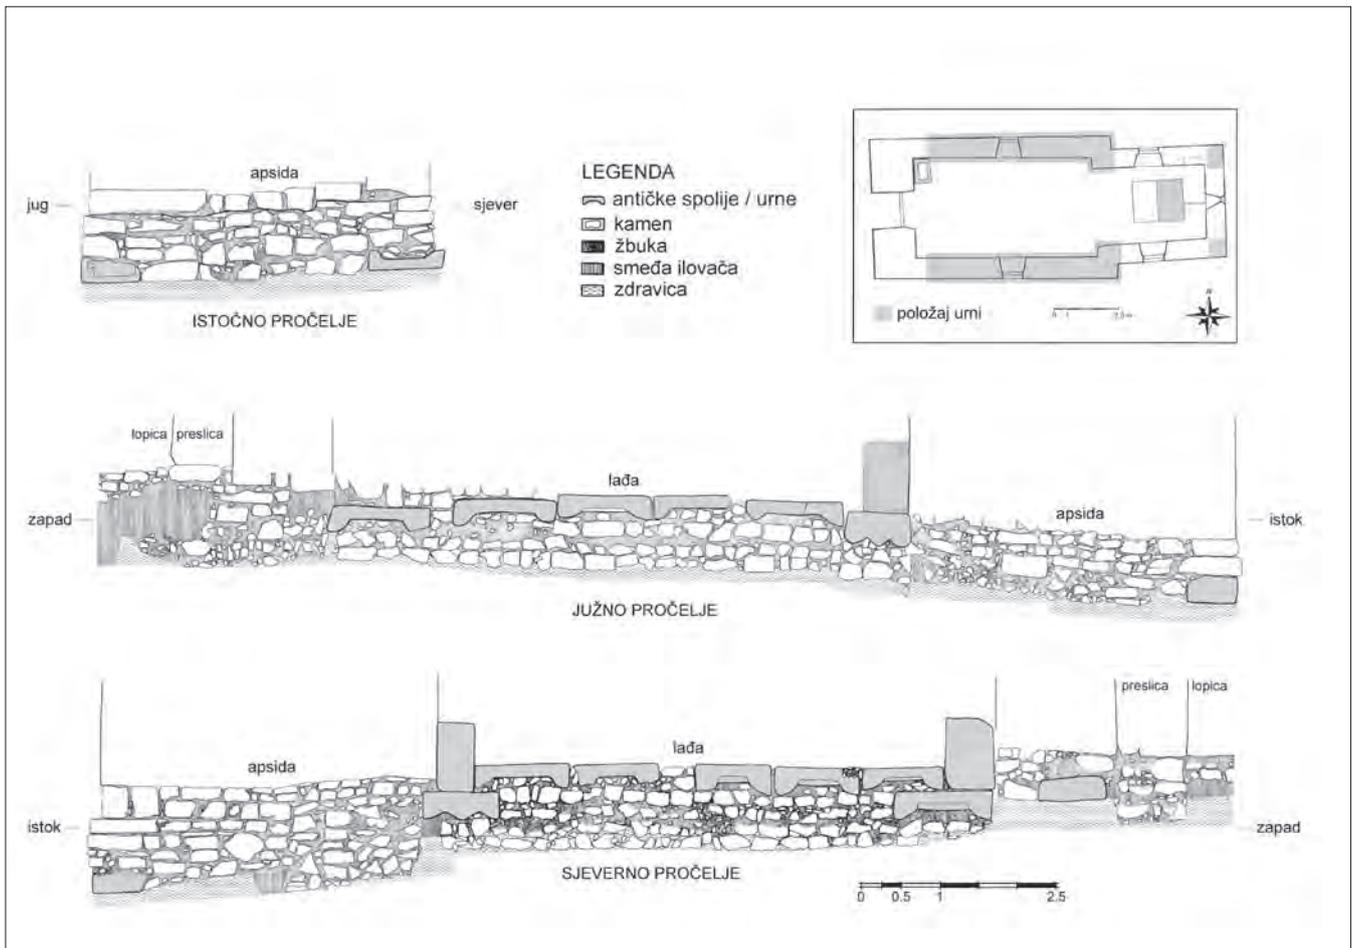 apsida
jug
sjever
ISTOČNO PROČELJE
LEGENDA
antičke spolije / urne
kamen
žbuka
smeđa ilovača
zdravica
položaj urni
lopica
preslica
lađa
zapad
apsida
istok
JUŽNO PROČELJE
preslica
lopica
lađa
apsida
istok
zapad
SJEVERNO PROČELJE
0 0.5 1 2.5